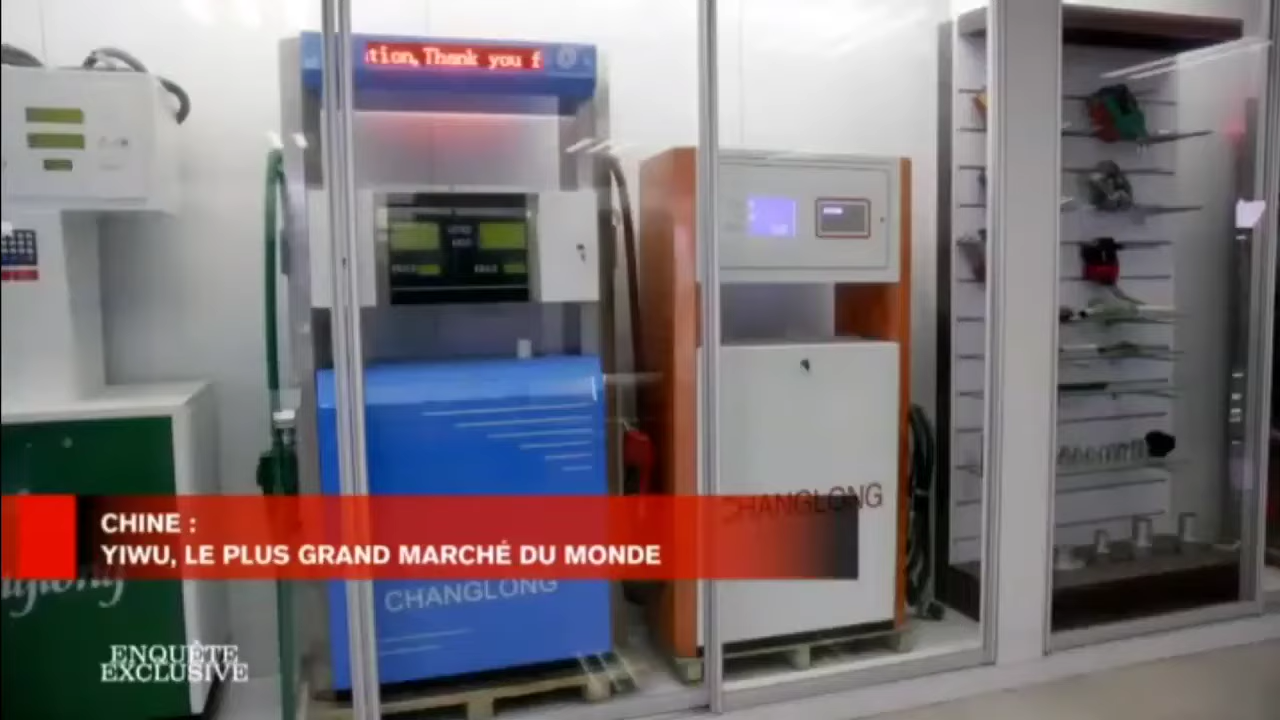 tion,Thank you f
CHANGLONG
CHINE :
YIWU, LE PLUS GRAND MARCHÉ DU MONDE
CHANGLONG
ENQUÊTE
EXCLUSIVE